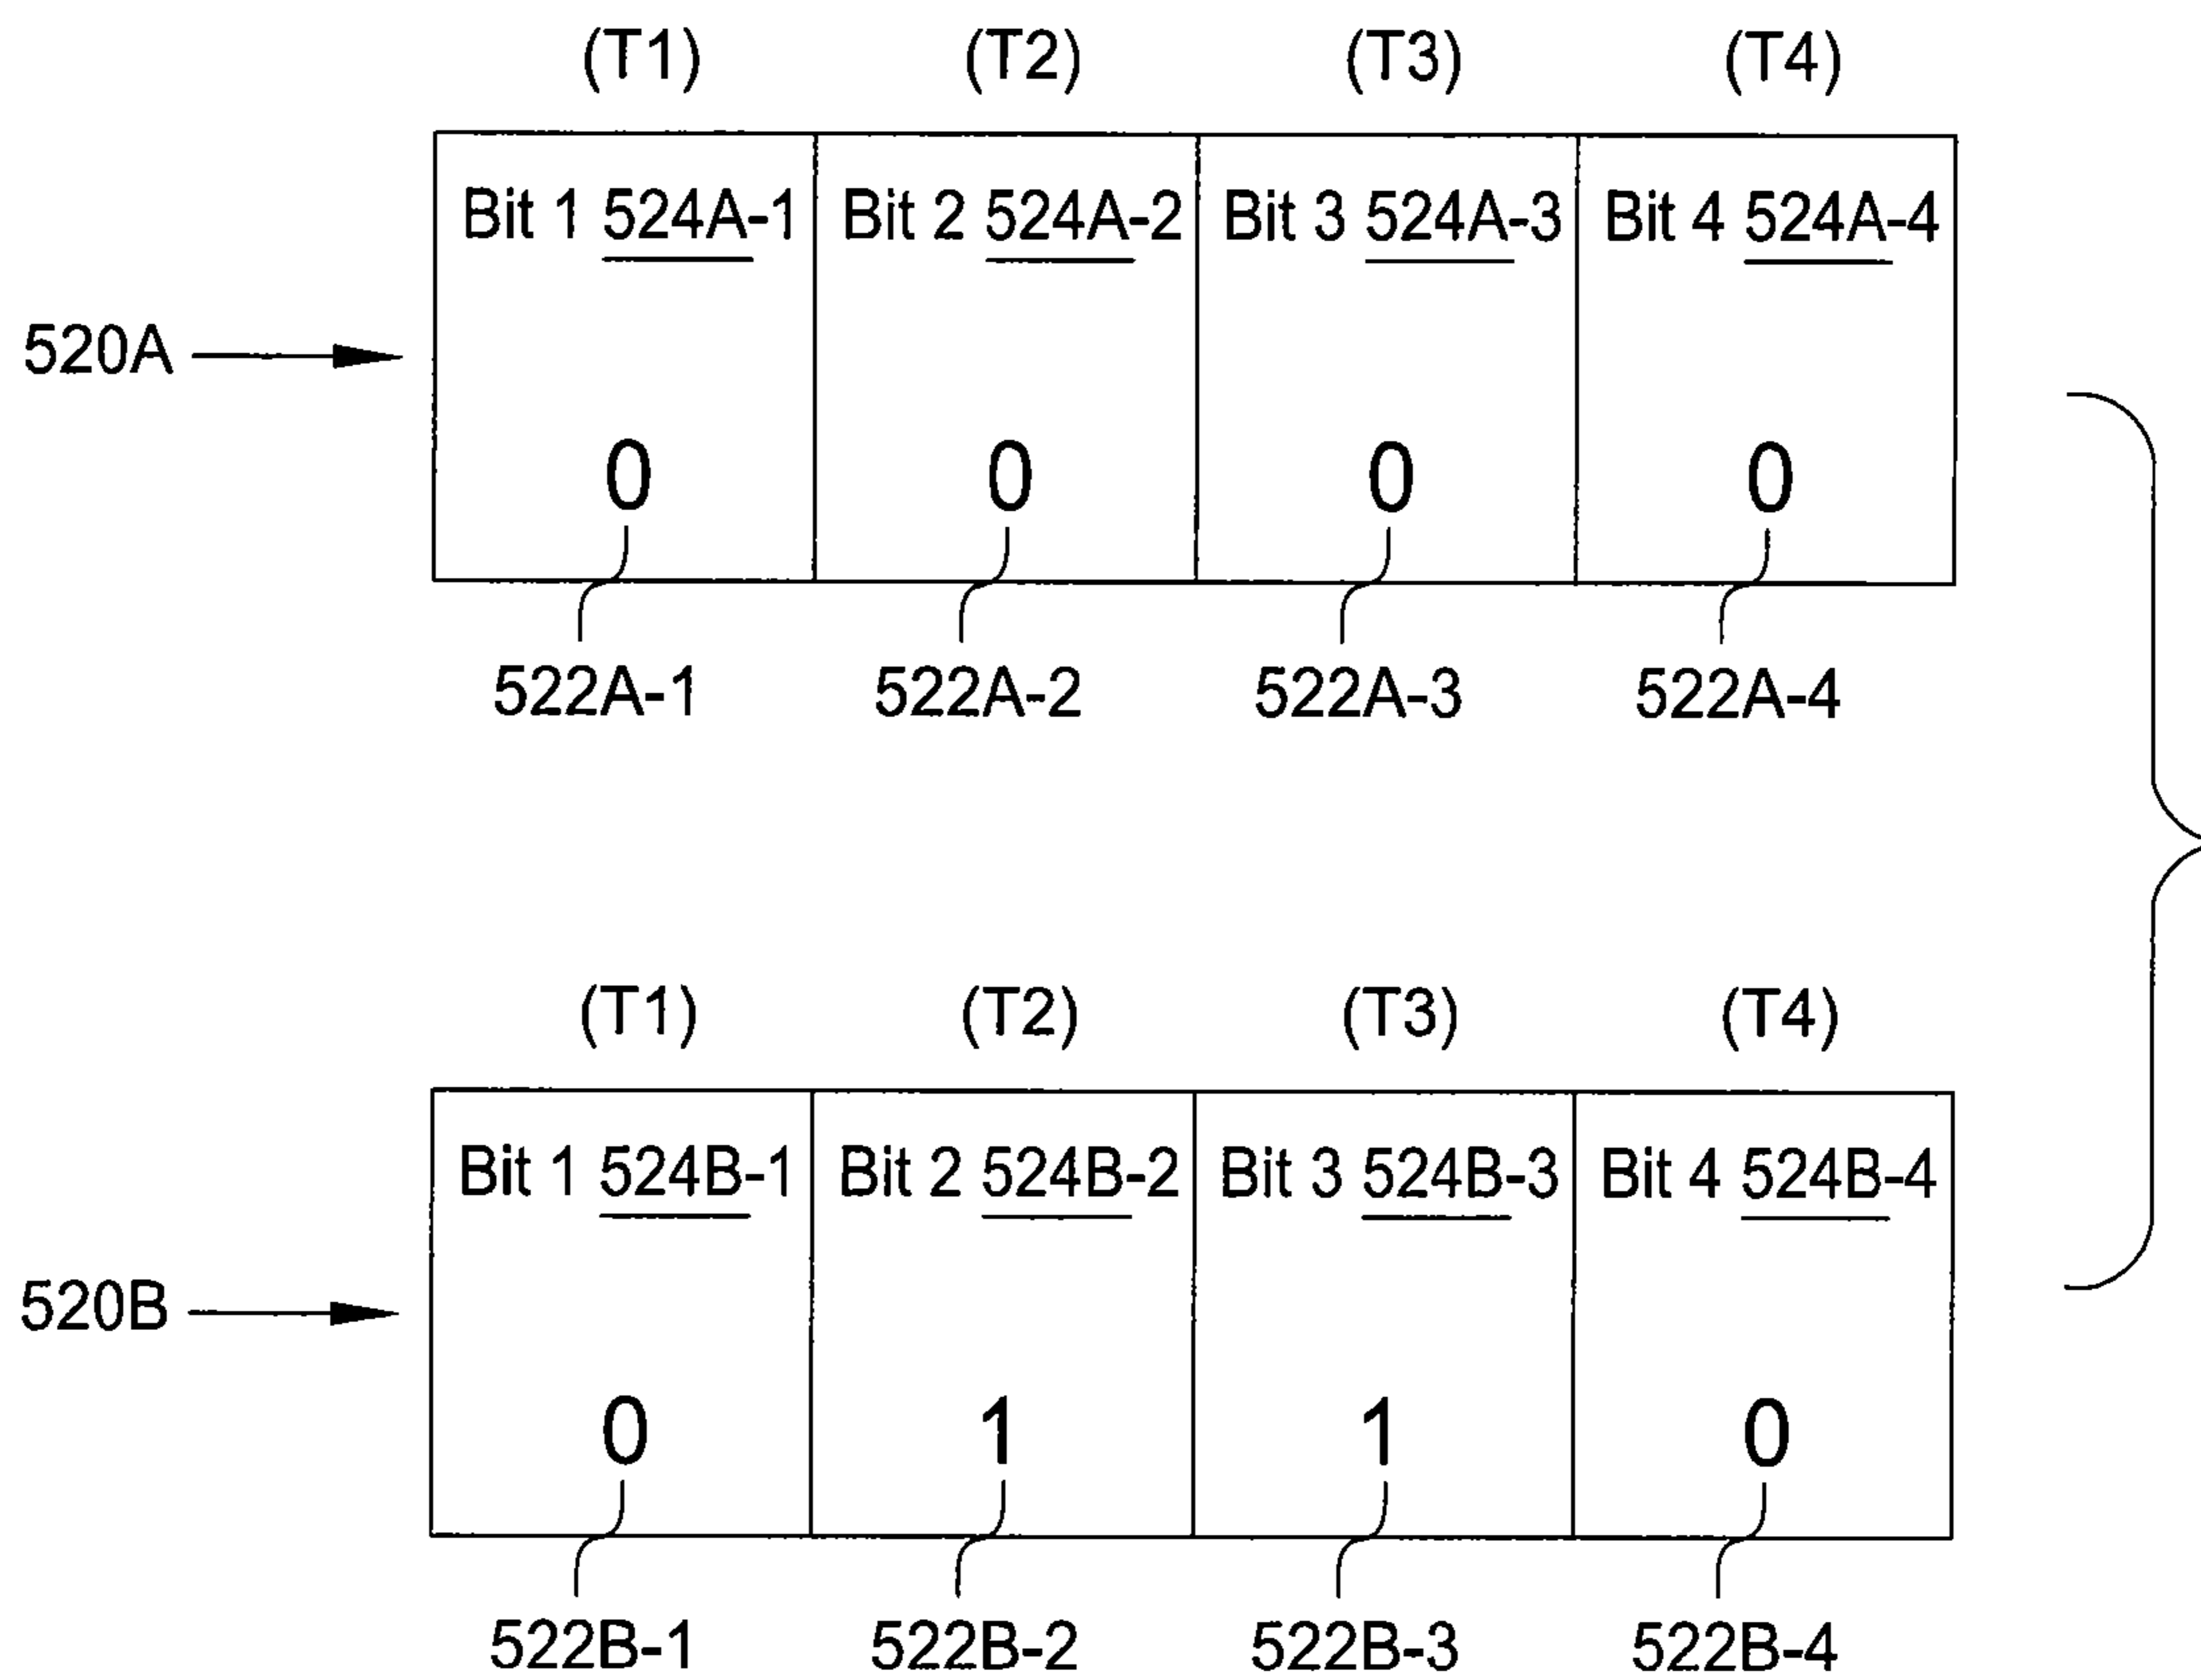 (T1) (T2) (T3) (T4)
Bit 1 524A-1 Bit 2 524A-2 Bit 3 524A-3 Bit 4 524A-4
520A
0 0 0 0
522A-1 522A-2 522A-3 522A-4
(T1) (T2) (T3) (T4)
Bit 1 524B-1 Bit 2 524B-2 Bit 3 524B-3 Bit 4 524B-4
520B
0 1 1 0
522B-1 522B-2 522B-3 522B-4